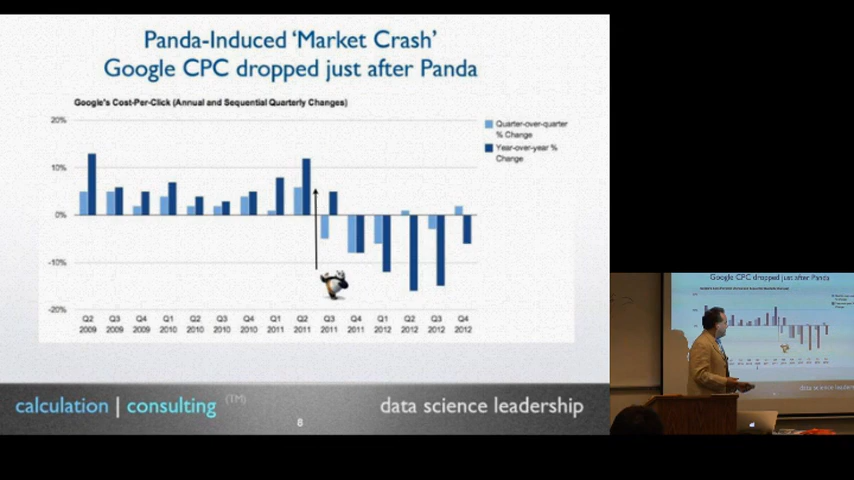 Panda-Induced 'Market Crash'
Google CPC dropped just after Panda
Google's Cost-Per-Click (Annual and Sequential Quarterly Changes)
20%
10%
0%
-10%
-20%
Quarter-over-quarter
% Change
Year-over-year %
Change
Q2 Q3 Q4 Q1 Q2 Q3 Q4 Q1 Q2 Q3 Q4 Q1 Q2 Q3 Q4
2009 2009 2009 2010 2010 2010 2010 2011 2011 2011 2011 2012 2012 2012 2012
calculation | consulting (TM)
data science leadership
8
Google CPC dropped just after Panda
data science leadership